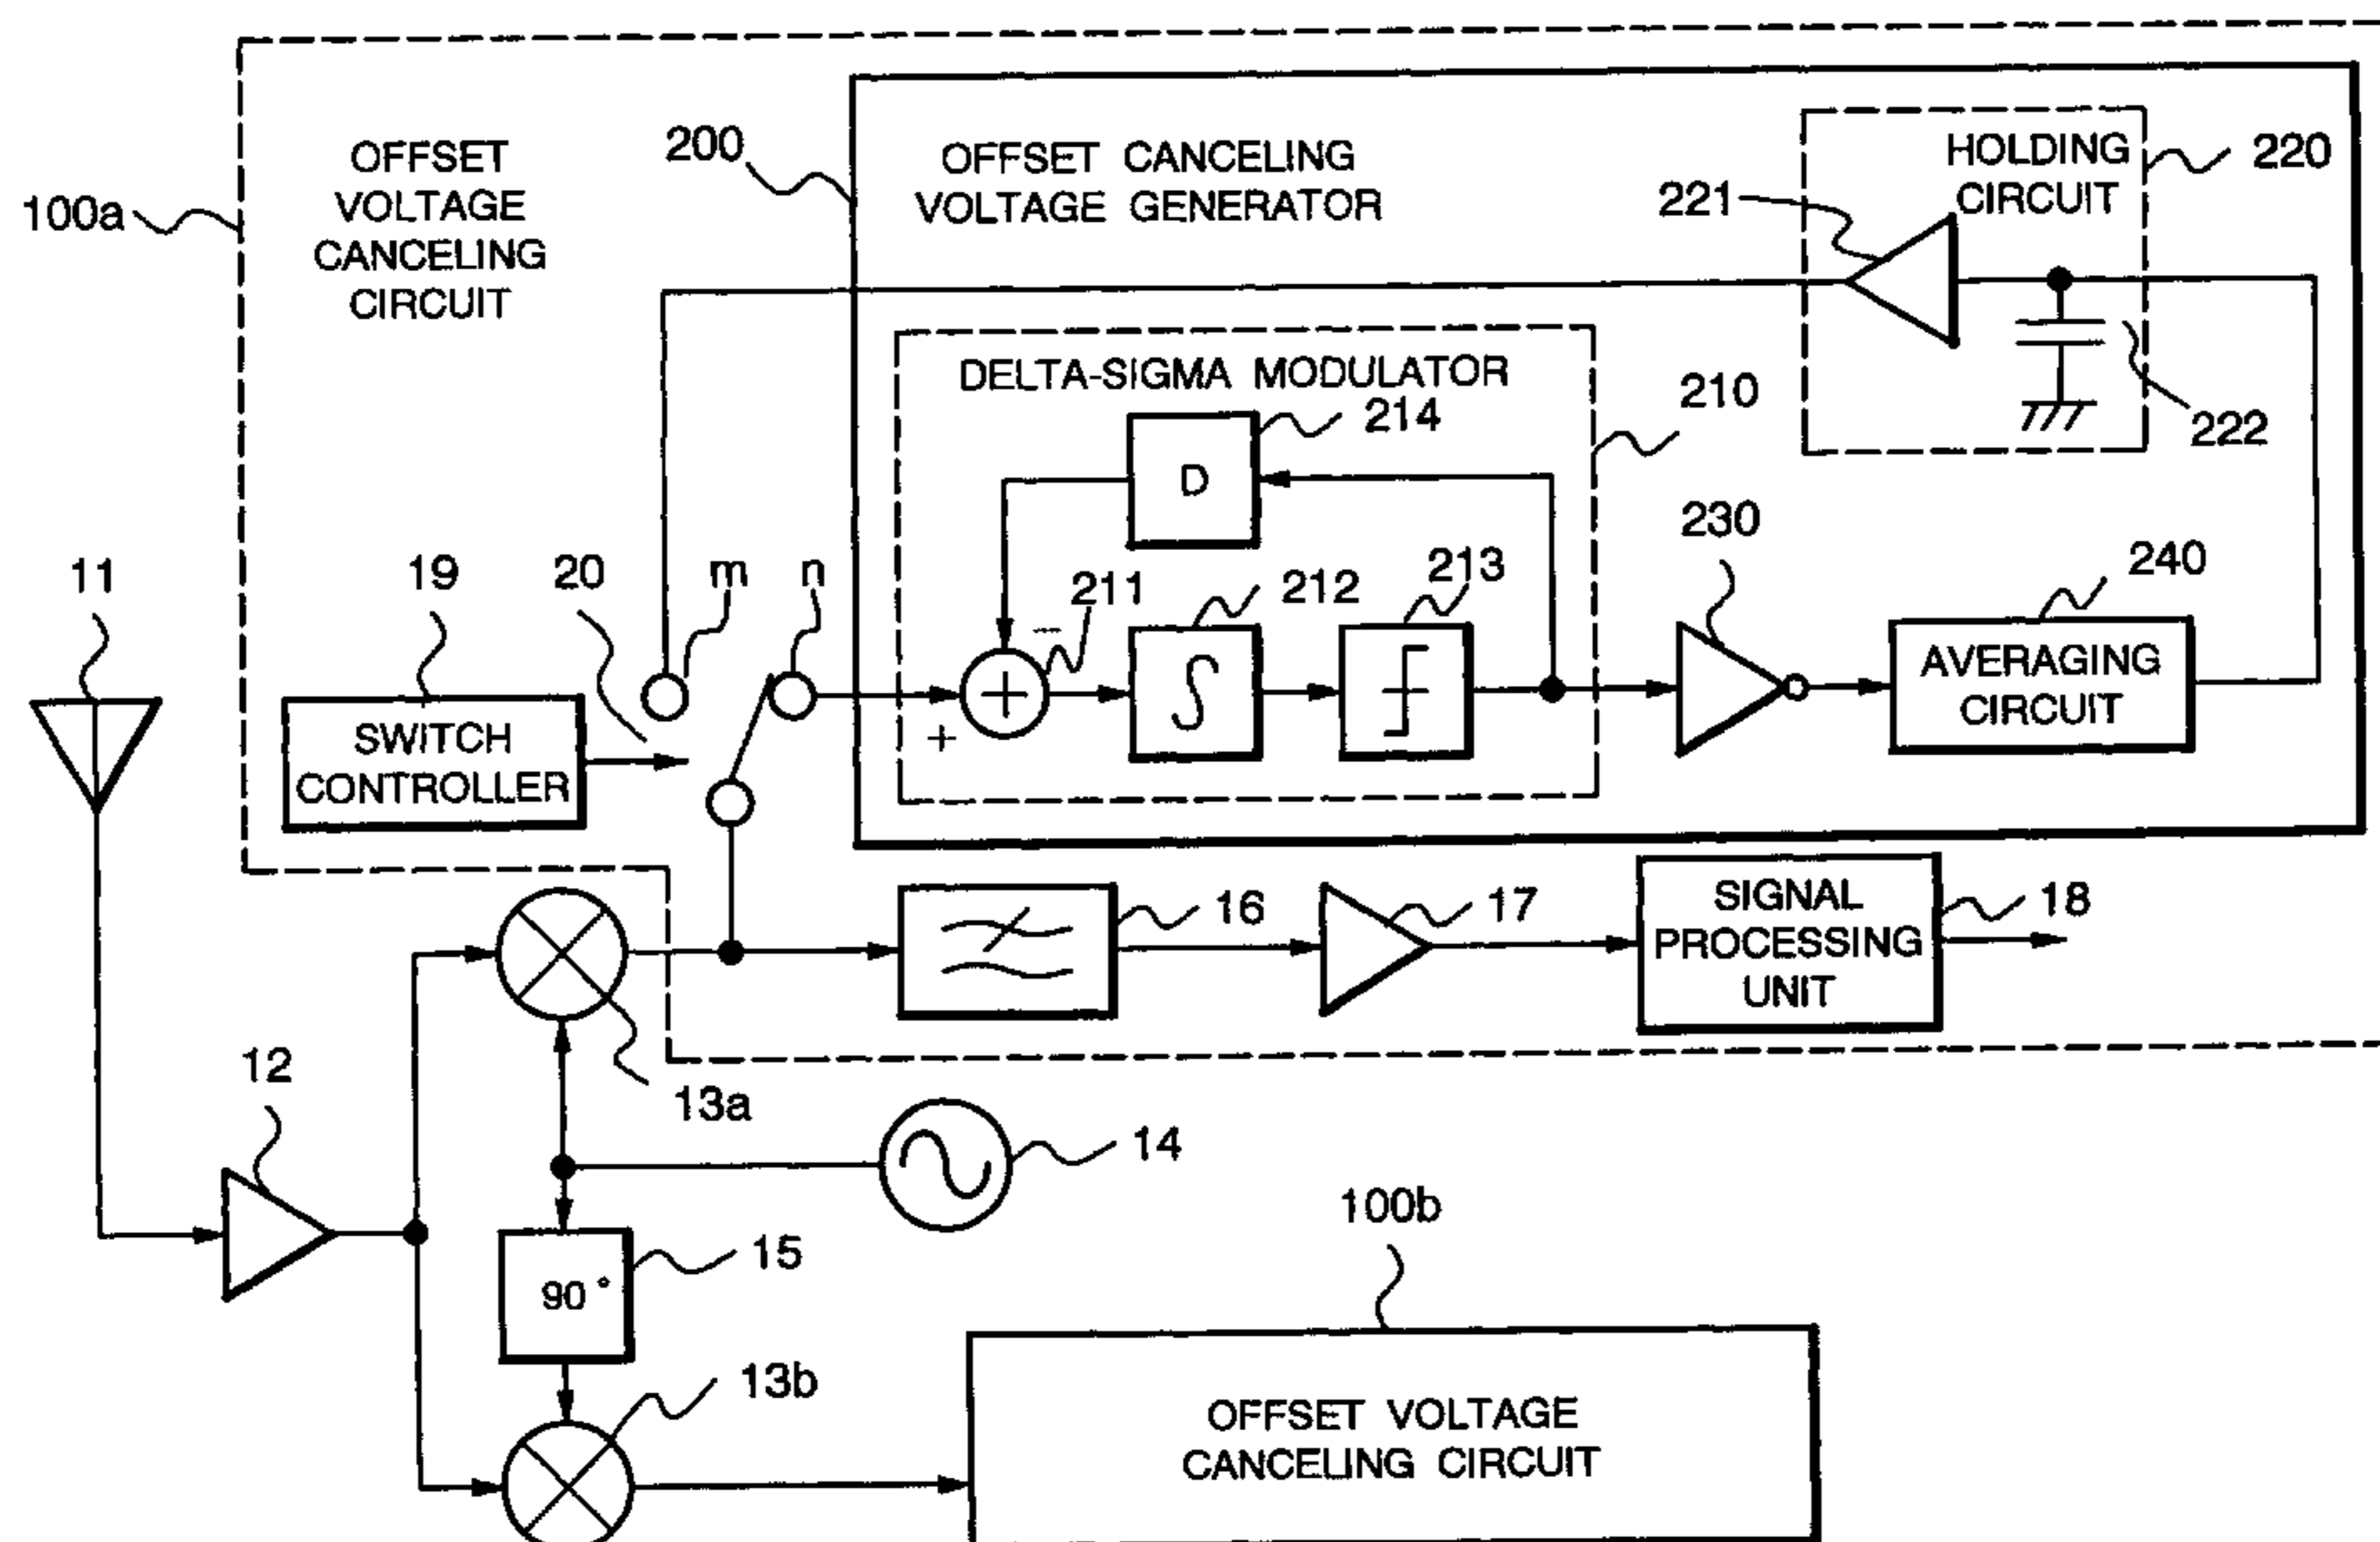 OFFSET
VOLTAGE
CANCELING
CIRCUIT
100a
200
OFFSET CANCELING
VOLTAGE GENERATOR
HOLDING
CIRCUIT
220
221
222
DELTA-SIGMA MODULATOR
210
214
D
230
240
11
19
20
m
n
211
212
213
−
+
+
SWITCH
CONTROLLER
AVERAGING
CIRCUIT
16
17
SIGNAL
PROCESSING
UNIT
18
12
13a
14
15
90°
100b
13b
OFFSET VOLTAGE
CANCELING CIRCUIT